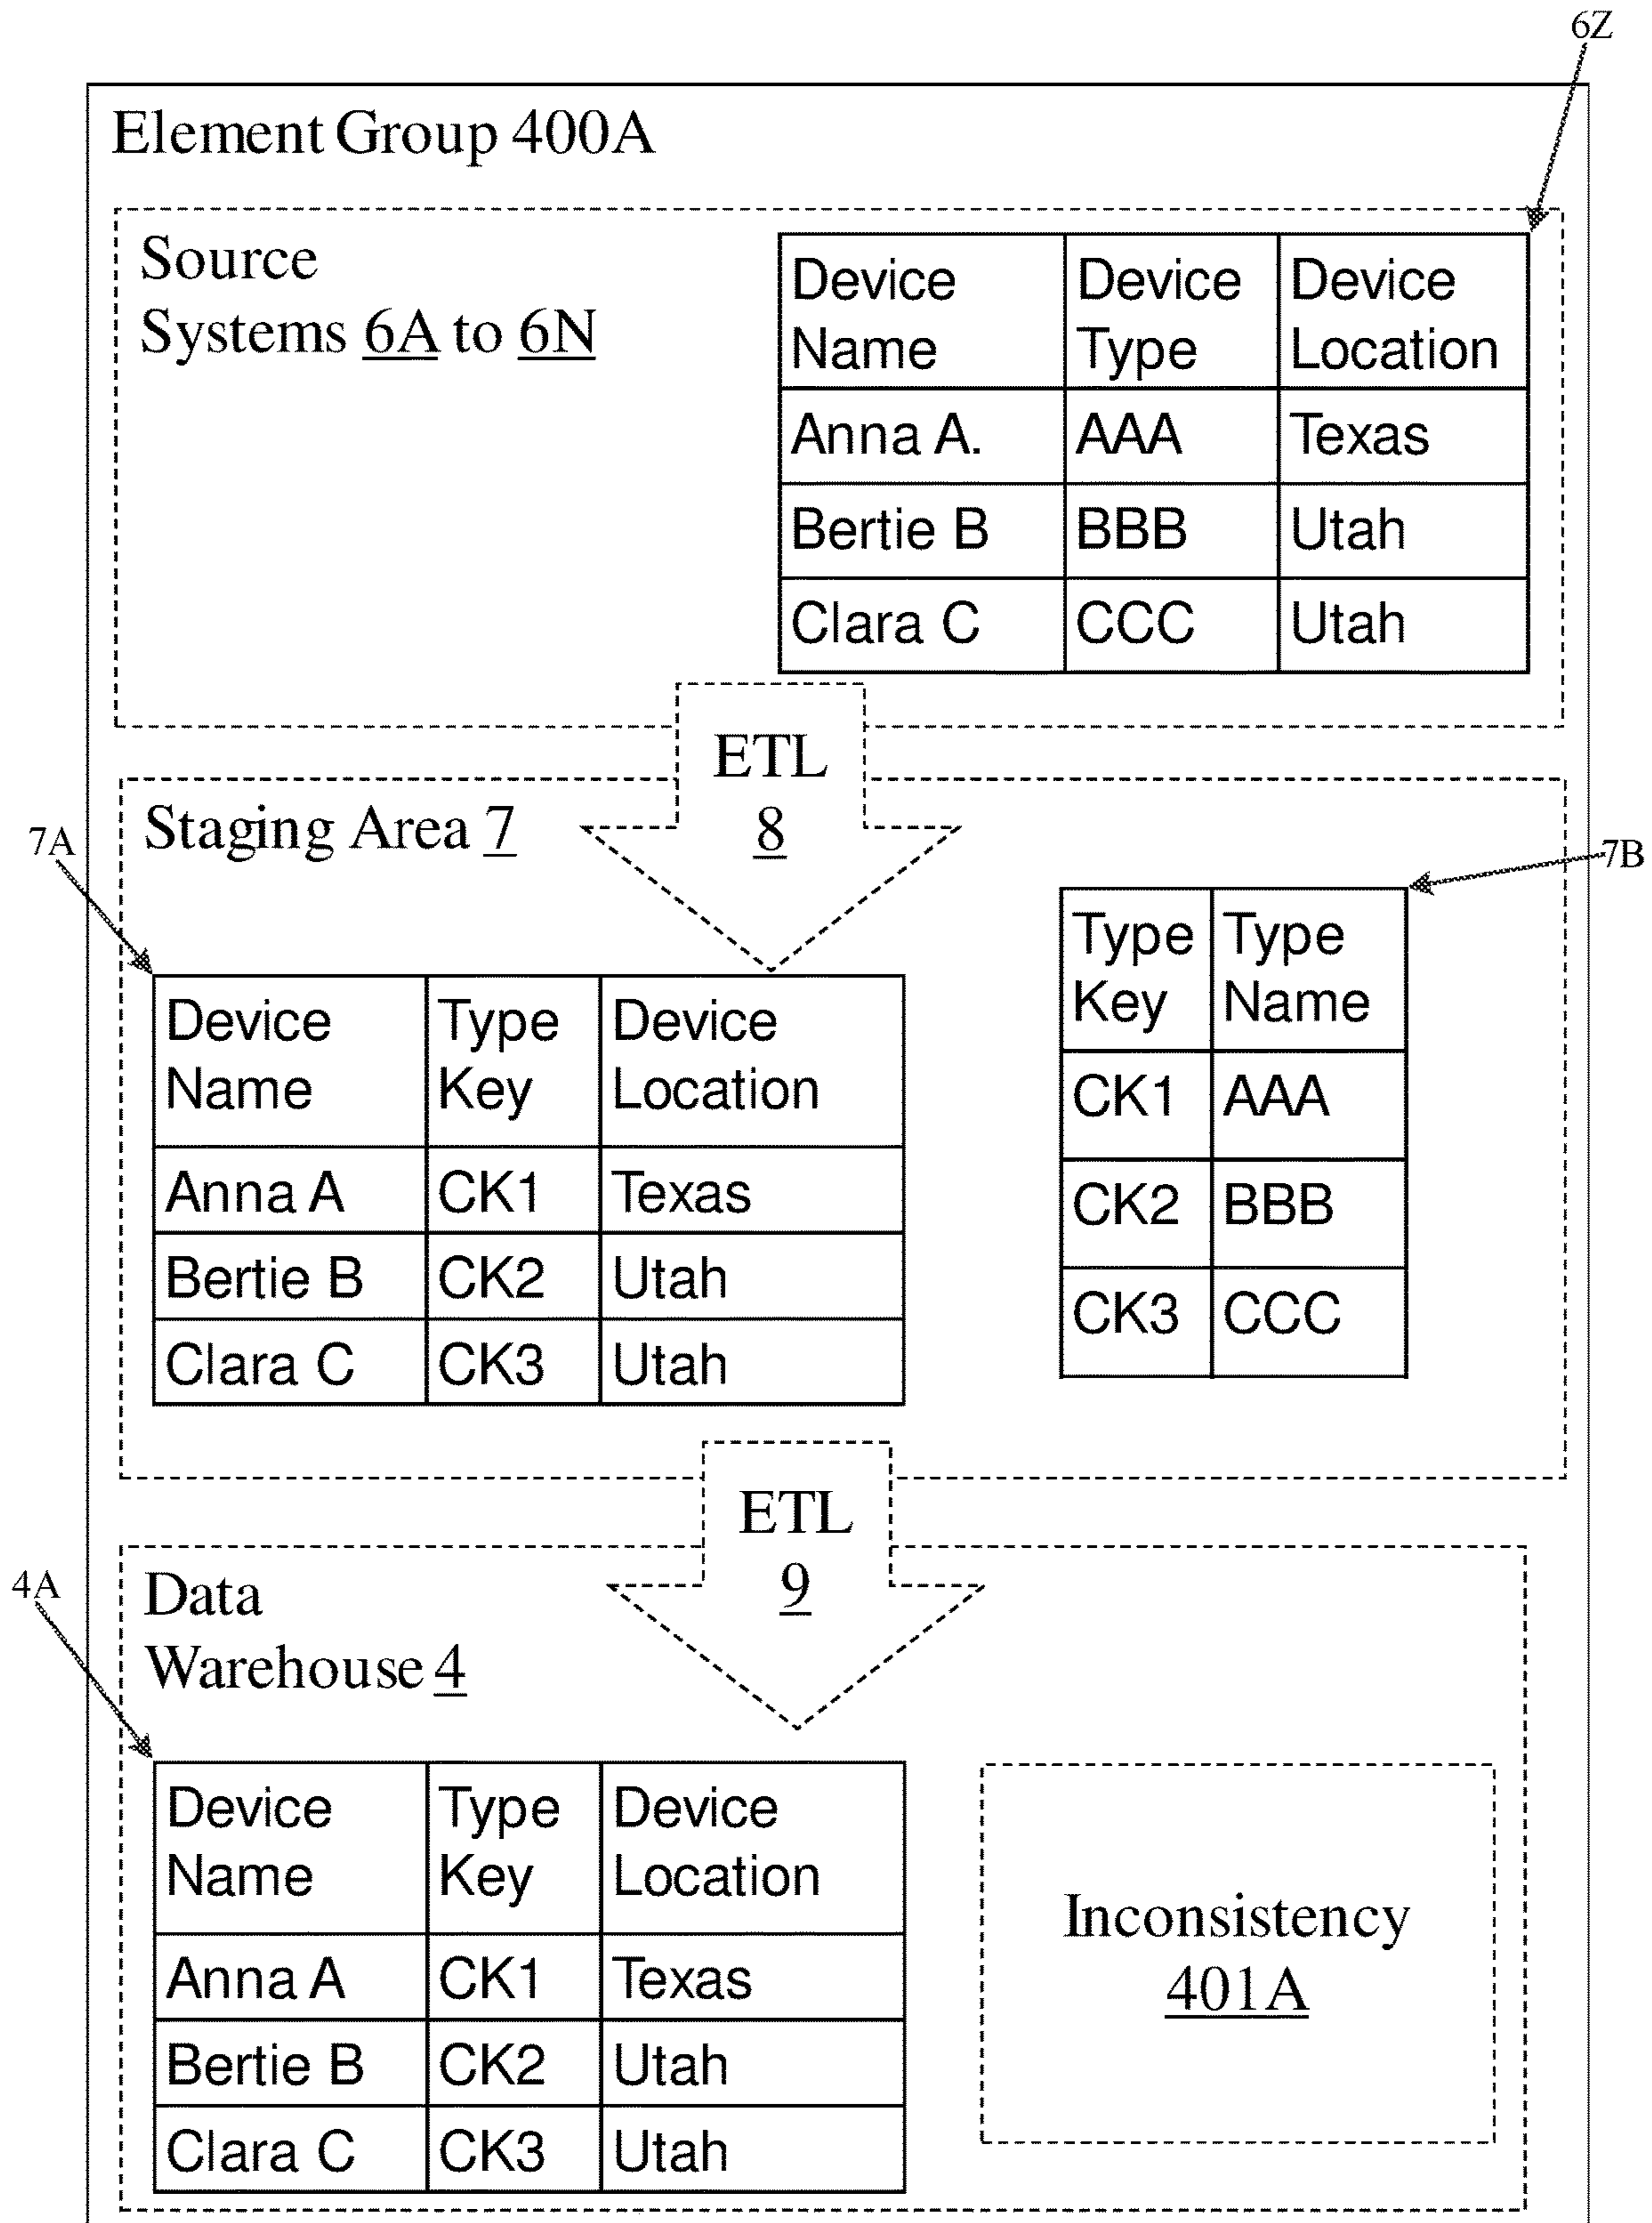 6Z
Element Group 400A
Source
Systems 6A to 6N
Device Name Device Type Device Location
Anna A. AAA Texas
Bertie B BBB Utah
Clara C CCC Utah
ETL
8
Staging Area 7
7A
7B
Device Name Type Key Device Location
Anna A CK1 Texas
Bertie B CK2 Utah
Clara C CK3 Utah
Type Key Type Name
CK1 AAA
CK2 BBB
CK3 CCC
ETL
9
Data
Warehouse 4
4A
Device Name Type Key Device Location
Anna A CK1 Texas
Bertie B CK2 Utah
Clara C CK3 Utah
Inconsistency
401A